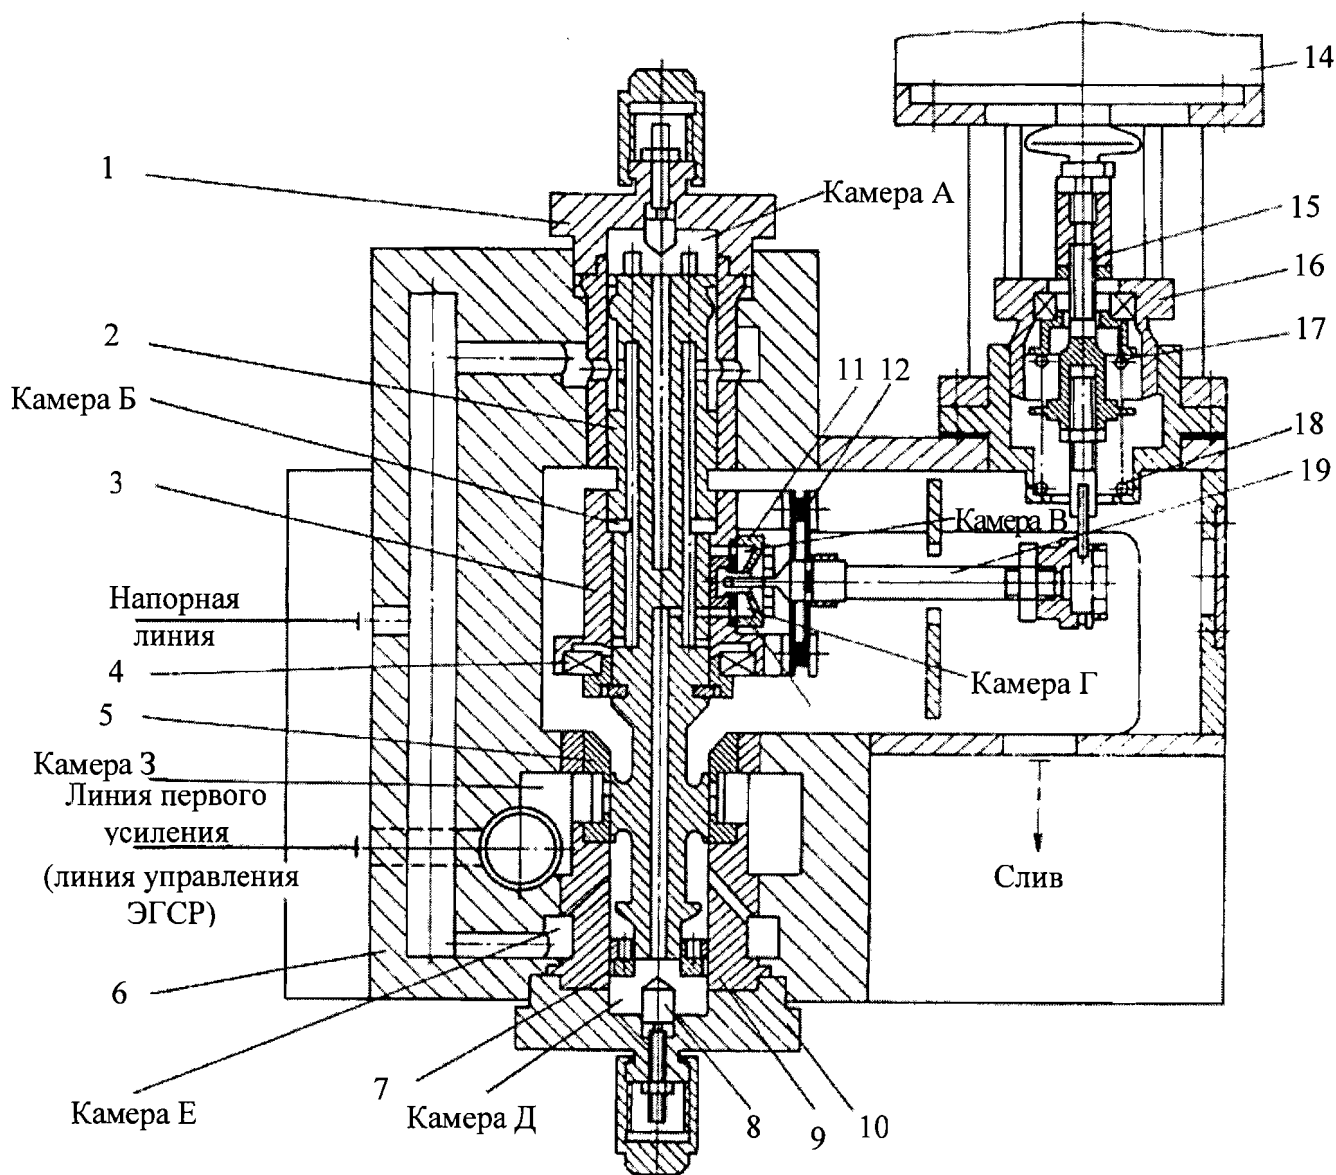 14
1
Камера А
15
16
2
17
11
12
Камера Б
18
3
19
Камера В
Напорная
линия
4
Камера Г
5
Камера З
Линия первого
усиления
(линия управления
ЭГСР)
Слив
6
7
Камера Е
Камера Д
8
9
10